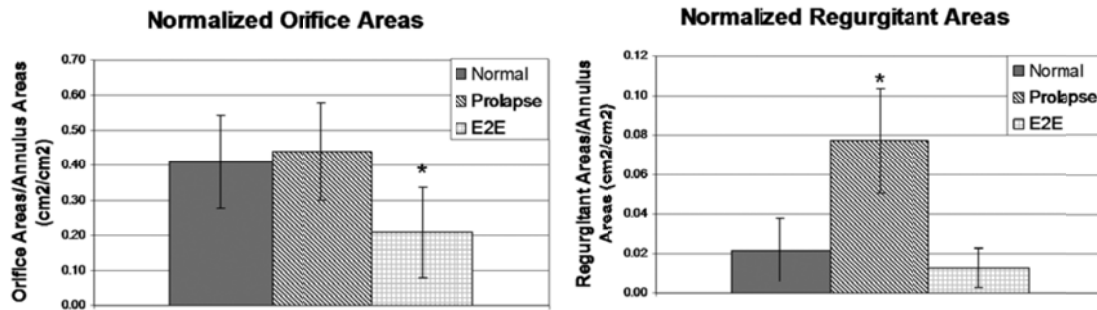 Normalized Orifice Areas
Orifice Areas/Annulus Areas
(cm2/cm2)
0.70
0.60
0.50
0.40
0.30
0.20
0.10
0.00
Normal
Prolapse
E2E
*
Normalized Regurgitant Areas
Regurgitant Areas/Annulus
Areas (cm2/cm2)
0.12
0.10
0.08
0.06
0.04
0.02
0.00
*
Normal
Prolapse
E2E